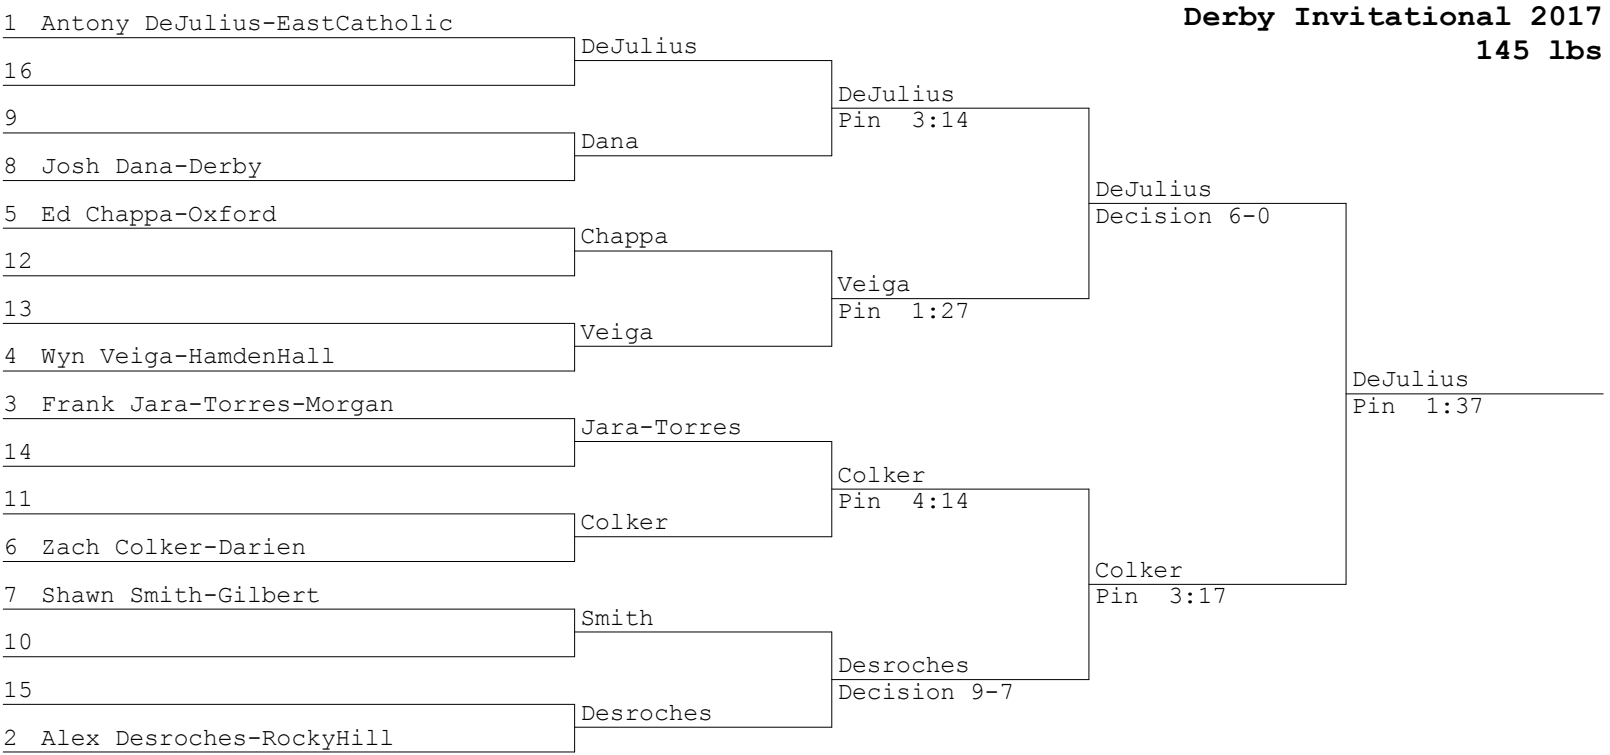 Derby Invitational 2017
145 lbs
1 Antony DeJulius-EastCatholic
16
9
8 Josh Dana-Derby
5 Ed Chappa-Oxford
12
13
4 Wyn Veiga-HamdenHall
3 Frank Jara-Torres-Morgan
14
11
6 Zach Colker-Darien
7 Shawn Smith-Gilbert
10
15
2 Alex Desroches-RockyHill
DeJulius
Dana
Chappa
Veiga
Jara-Torres
Colker
Smith
Desroches
DeJulius
Pin 3:14
Veiga
Pin 1:27
Colker
Pin 4:14
Desroches
Decision 9-7
DeJulius
Decision 6-0
Colker
Pin 3:17
DeJulius
Pin 1:37